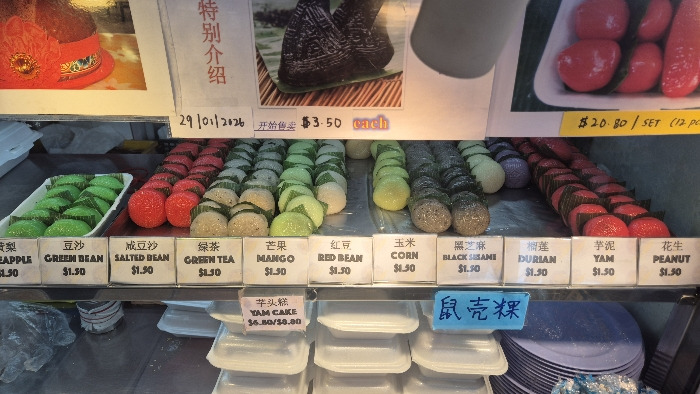 特别介绍
29/01/2026
开始售卖 $3.50 each
$20.80 / SET (12 pc
黄梨
APPLE
$1.50
豆沙
GREEN BEAN
$1.50
咸豆沙
SALTED BEAN
$1.50
绿茶
GREEN TEA
$1.50
芒果
MANGO
$1.50
红豆
RED BEAN
$1.50
玉米
CORN
$1.50
黑芝麻
BLACK SESAME
$1.50
榴莲
DURIAN
$1.50
芋泥
YAM
$1.50
花生
PEANUT
$1.50
芋头糕
YAM CAKE
$6.80/$8.80
鼠壳粿